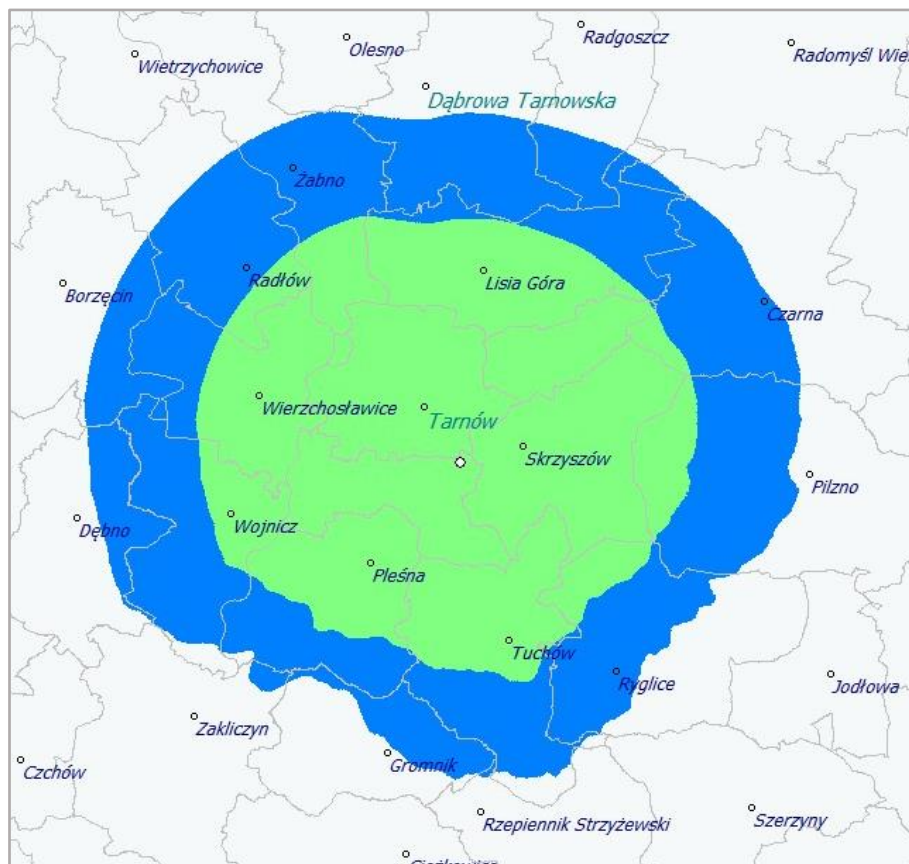 Olesno
Radgoszcz
Wietrzychowice
Radomyśl Wie
Dąbrowa Tarnowska
Żabno
Radłów
Lisia Góra
Borzęcin
Czarna
Wierzchosławice
Tarnów
Skrzyszów
Pilzno
Wojnicz
Dębno
Pleśna
Tuchów
Ryglice
Jodłowa
Zakliczyn
Gromnik
Czchów
Rzepiennik Strzyżewski
Szerzyny